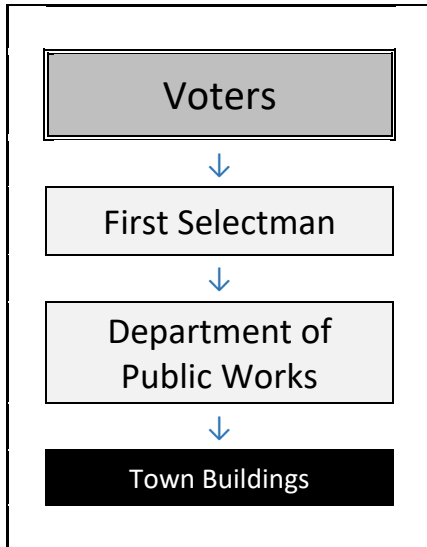 Voters
First Selectman
Department of
Public Works
Town Buildings